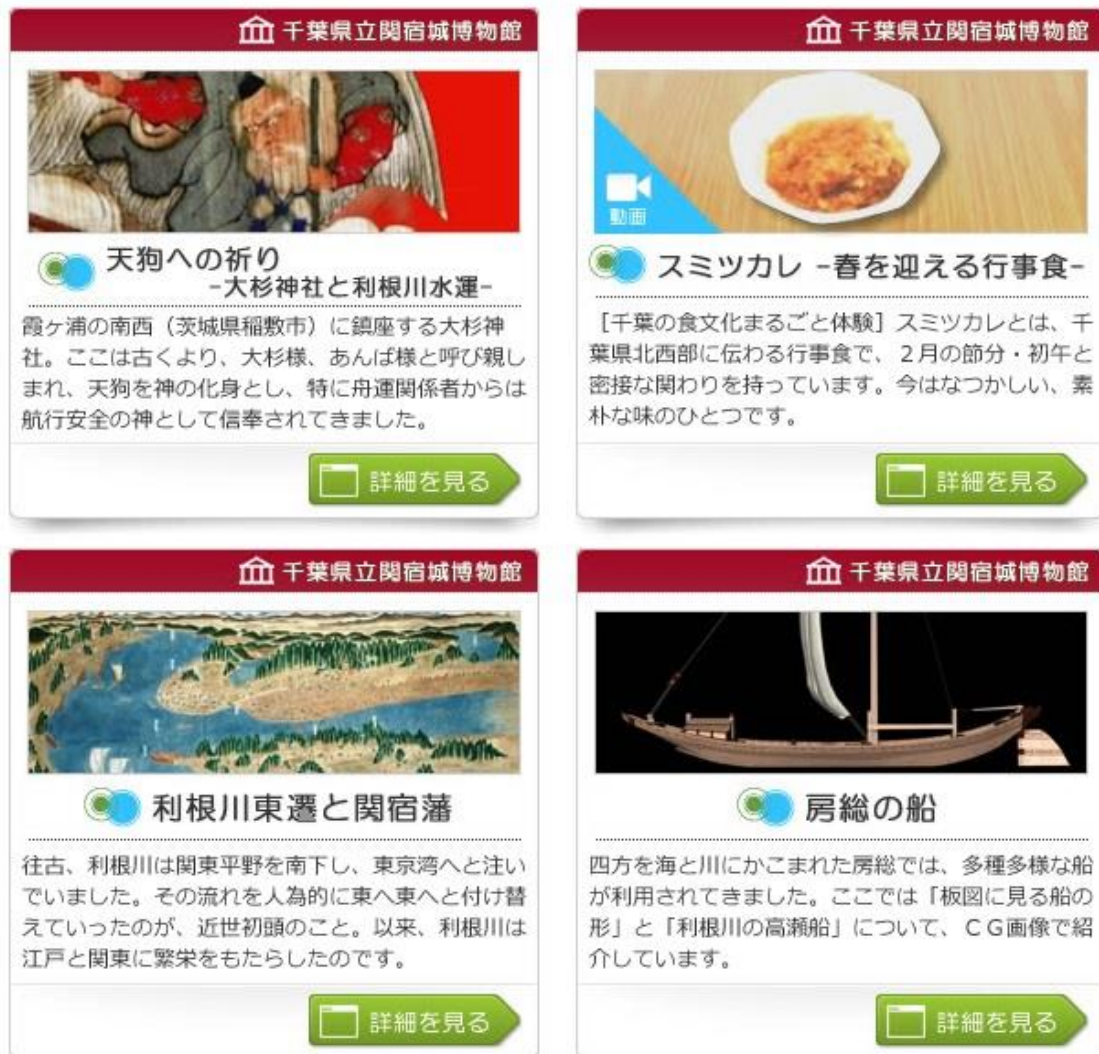 千葉県立関宿城博物館
天狗への祈り
-大杉神社と利根川水運-
霞ヶ浦の南西（茨城県稲敷市）に鎮座する大杉神
社。ここは古くより、大杉様、あんば様と呼び親し
まれ、天狗を神の化身とし、特に舟運関係者からは
航行安全の神として信奉されてきました。
詳細を見る
千葉県立関宿城博物館
動画
スミツカレ -春を迎える行事食-
［千葉の食文化まるごと体験］スミツカレとは、千
葉県北西部に伝わる行事食で、２月の節分・初午と
密接な関わりを持っています。今はなつかしい、素
朴な味のひとつです。
詳細を見る
千葉県立関宿城博物館
利根川東遷と関宿藩
往古、利根川は関東平野を南下し、東京湾へと注い
でいました。その流れを人為的に東へ東へと付け替
えていったのが、近世初頭のこと。以来、利根川は
江戸と関東に繁栄をもたらしたのです。
詳細を見る
千葉県立関宿城博物館
房総の船
四方を海と川にかこまれた房総では、多種多様な船
が利用されてきました。ここでは「板図に見る船の
形」と「利根川の高瀬船」について、ＣＧ画像で紹
介しています。
詳細を見る